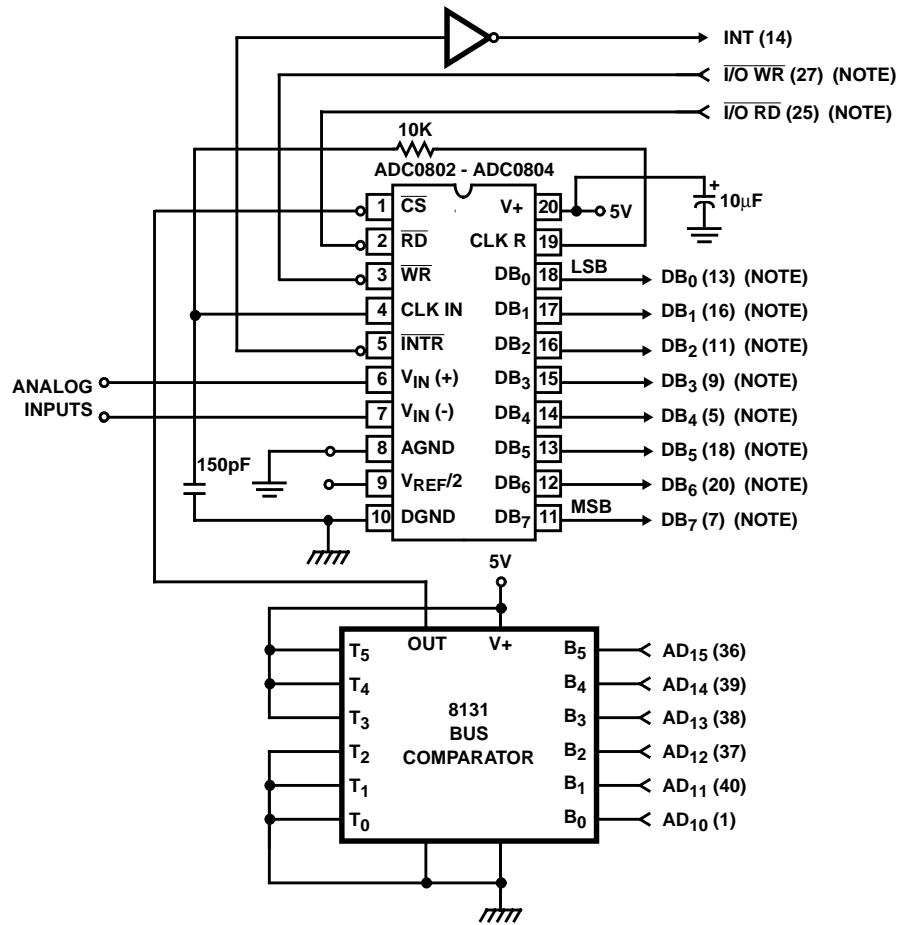 INT (14)
I/O WR (27) (NOTE)
I/O RD (25) (NOTE)
10K
ADC0802 - ADC0804
10μF
1 CS V+ 20 5V
2 RD CLK R 19
3 WR DB0 18 LSB DB0 (13) (NOTE)
4 CLK IN DB1 17 DB1 (16) (NOTE)
5 INTR DB2 16 DB2 (11) (NOTE)
ANALOG INPUTS
6 VIN (+) DB3 15 DB3 (9) (NOTE)
7 VIN (-) DB4 14 DB4 (5) (NOTE)
8 AGND DB5 13 DB5 (18) (NOTE)
150pF
9 VREF/2 DB6 12 DB6 (20) (NOTE)
10 DGND DB7 11 MSB DB7 (7) (NOTE)
5V
+
OUT V+
T5 B5 AD15 (36)
T4 B4 AD14 (39)
T3 B3 AD13 (38)
8131
BUS
COMPARATOR
T2 B2 AD12 (37)
T1 B1 AD11 (40)
T0 B0 AD10 (1)